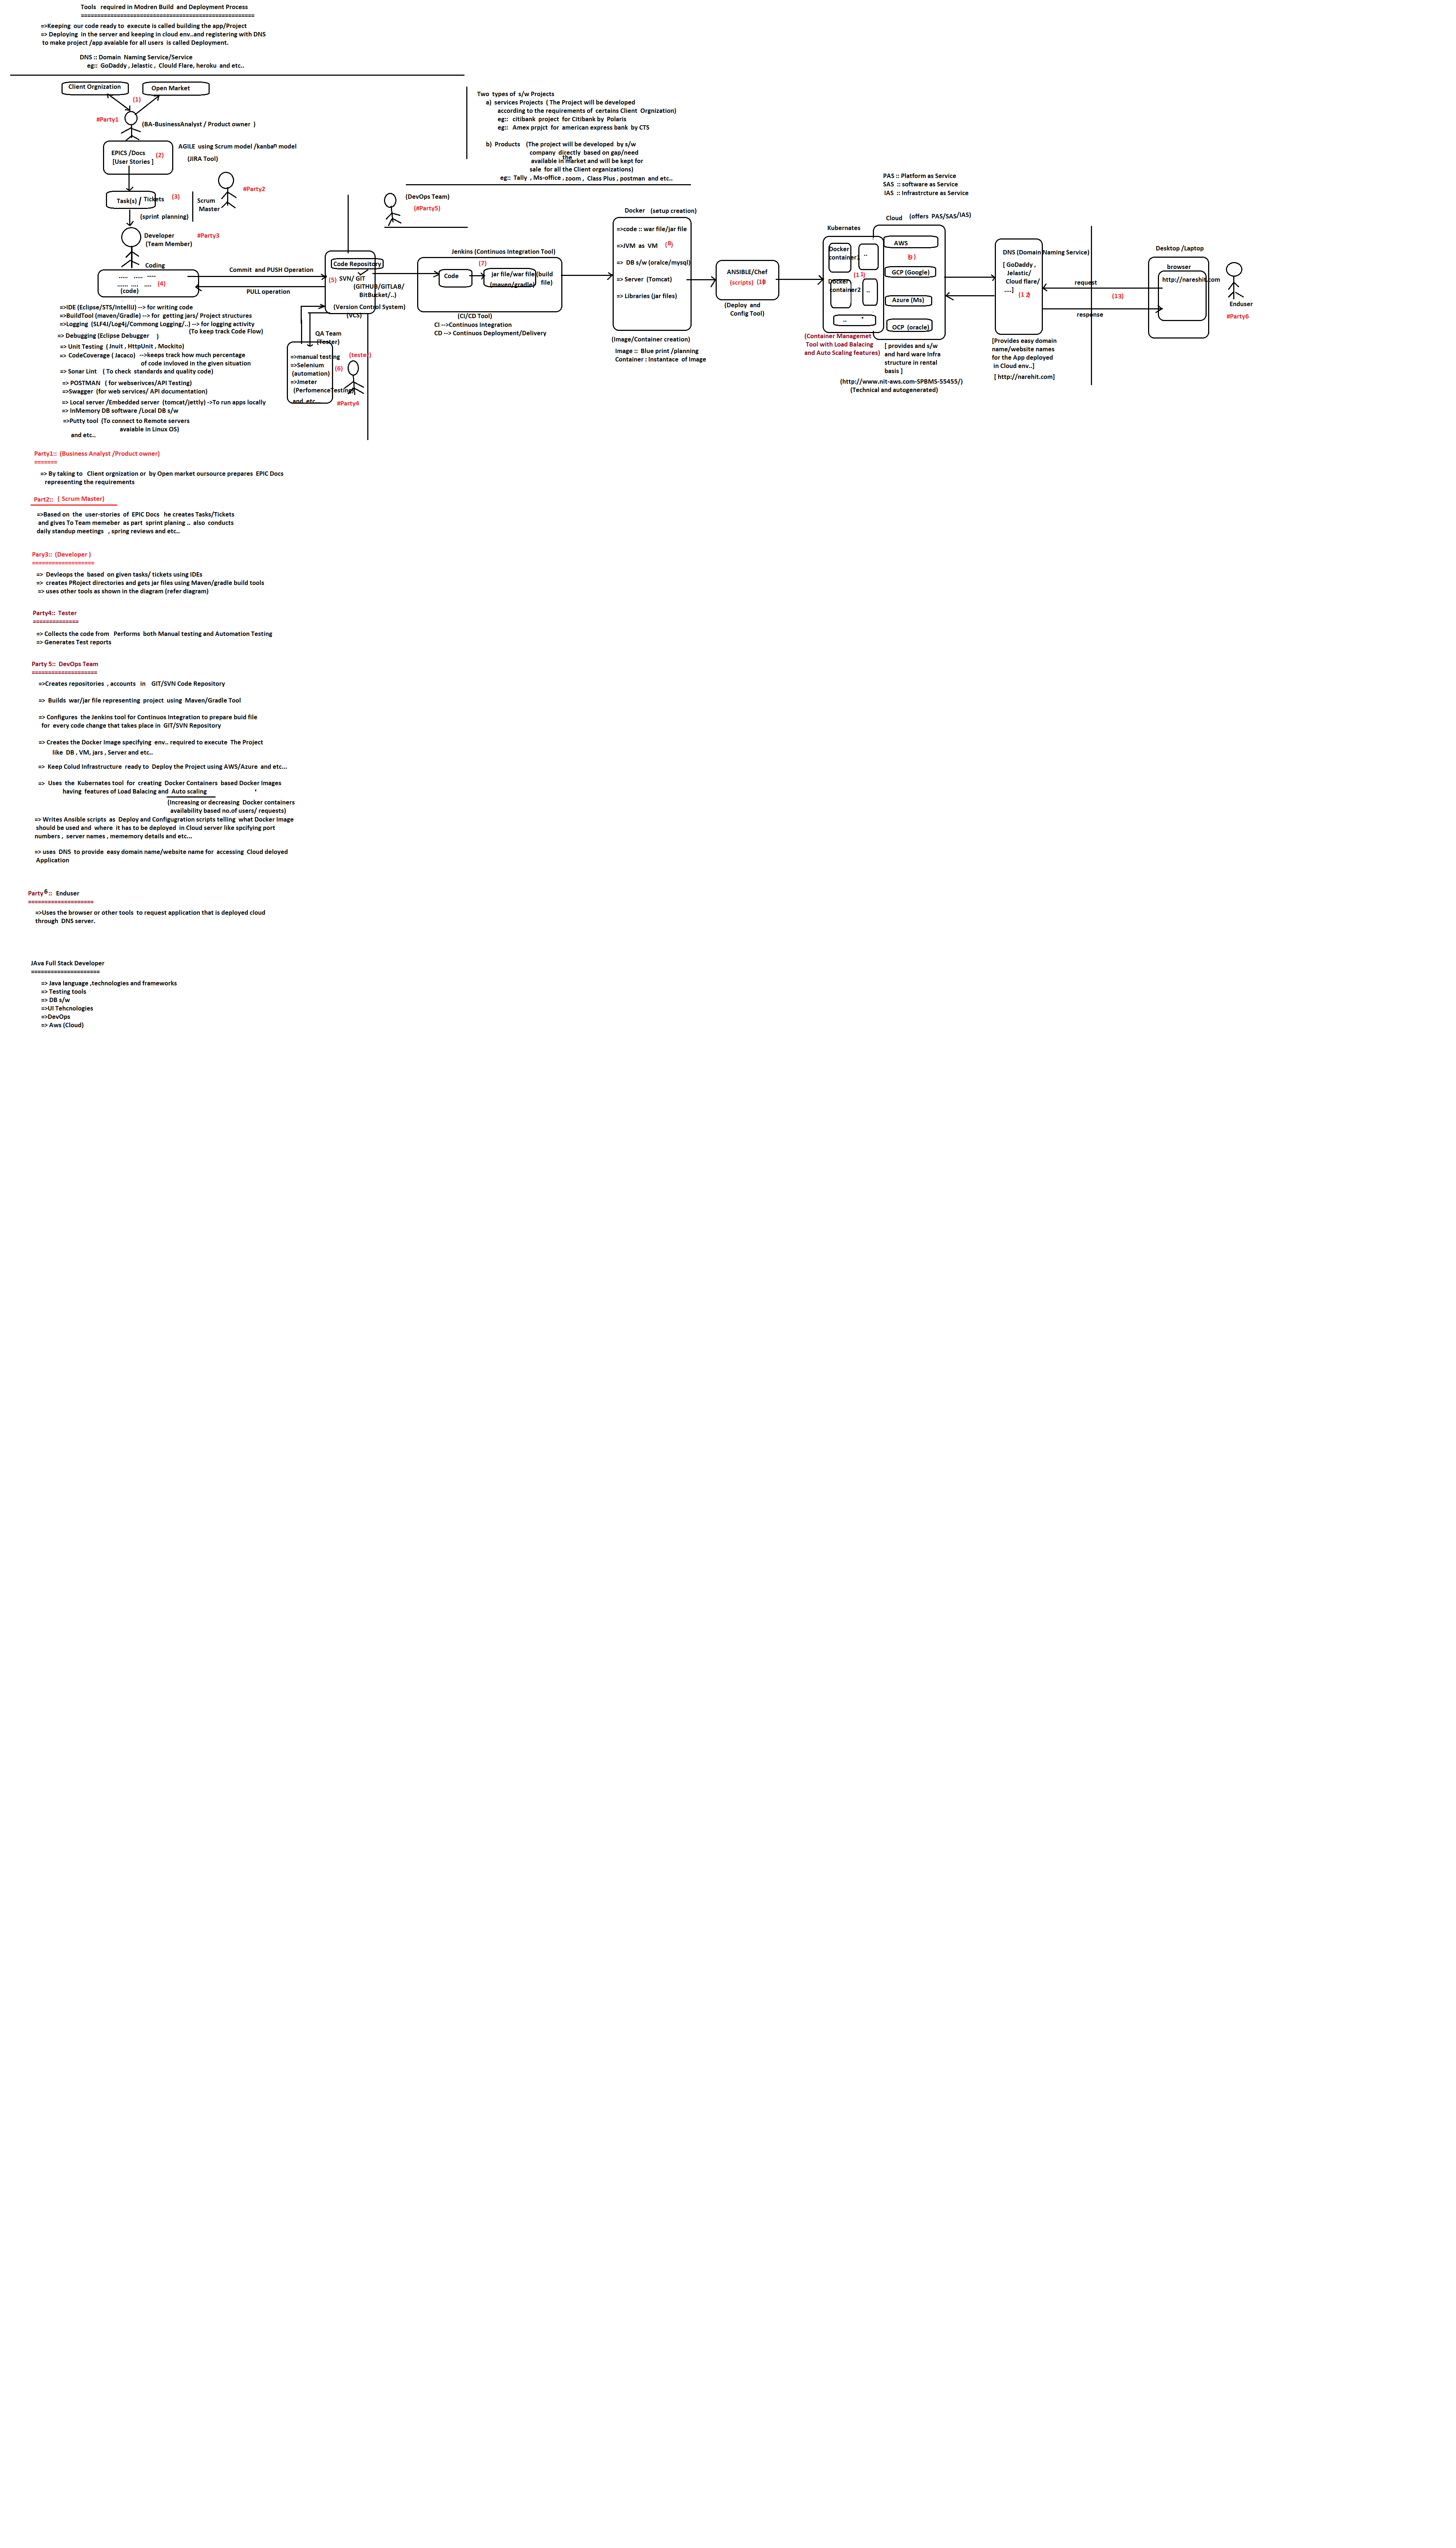 Tools required in Modren Build and Deployment Process
=====================================================
=>Keeping our code ready to execute is called building the app/Project
=> Deploying in the server and keeping in cloud env..and registering with DNS
to make project /app avaiable for all users is called Deployment.
DNS :: Domain Naming Service/Service
eg:: GoDaddy , Jelastic , Clould Flare, heroku and etc..
Client Orgnization
Open Market
(1)
#Party1
(BA-BusinessAnalyst / Product owner )
EPICS /Docs
[User Stories ]
(2)
AGILE using Scrum model /kanban model
(JIRA Tool)
#Party2
Task(s) / Tickets
(3)
Scrum
Master
(sprint planning)
Developer
(Team Member)
#Party3
Coding
..... .... ....
...... .... ....
(code)
(4)
Commit and PUSH Operation
PULL operation
=>IDE (Eclipse/STS/IntelliJ) --> for writing code
=>BuildTool (maven/Gradle) --> for getting jars/ Project structures
=>Logging (SLF4J/Log4j/Commong Logging/..) --> for logging activity
(To keep track Code Flow)
=> Debugging (Eclipse Debugger )
=> Unit Testing ( Jnuit , HttpUnit , Mockito)
=> CodeCoverage ( Jacaco) -->keeps track how much percentage
of code invloved in the given situation
=> Sonar Lint ( To check standards and quality code)
=> POSTMAN ( for webserivces/API Testing)
=>Swagger (for web services/ API documentation)
=> Local server /Embedded server (tomcat/jettly) ->To run apps locally
=> InMemory DB software /Local DB s/w
=>Putty tool (To connect to Remote servers
avaiable in Linux OS)
and etc..
Two types of s/w Projects
a) services Projects ( The Project will be developed
according to the requirements of certains Client Orgnization)
eg:: citibank project for Citibank by Polaris
eg:: Amex prpjct for american express bank by CTS
b) Products (The project will be developed by s/w
company directly based on gap/need
the
available in market and will be kept for
sale for all the Client organizations)
eg:: Tally , Ms-office , zoom , Class Plus , postman and etc..
(DevOps Team)
(#Party5)
Code Repository
(5)
SVN/ GIT
(GITHUB/GITLAB/
BitBucket/..)
(Version Control System)
(VCS)
QA Team
(Tester)
=>manual testing
=>Selenium
(automation)
=>Jmeter
(PerfomenceTesting)
and etc...
(tester)
(6)
#Party4
Jenkins (Continuos Integration Tool)
(7)
Code
jar file/war file(build
(maven/gradle) file)
(CI/CD Tool)
CI -->Continuos Integration
CD --> Continuos Deployment/Delivery
Docker (setup creation)
=>code :: war file/jar file
=>JVM as VM (8)
=> DB s/w (oralce/mysql)
=> Server (Tomcat)
=> Libraries (jar files)
(Image/Container creation)
Image :: Blue print /planning
Container : Instantace of Image
ANSIBLE/Chef
(scripts) (10)
(Deploy and
Config Tool)
PAS :: Platform as Service
SAS :: software as Service
IAS :: Infrastrcture as Service
Kubernates
Docker
container1
..
(11)
Docker
container2
..
..
(Container Managemet
Tool with Load Balacing
and Auto Scaling features)
Cloud (offers PAS/SAS/IAS)
AWS
(9)
GCP (Google)
Azure (Ms)
OCP (oracle)
[ provides and s/w
and hard ware Infra
structure in rental
basis ]
(http://www.nit-aws.com-SPBMS-55455/)
(Technical and autogenerated)
DNS (Domain Naming Service)
[ GoDaddy ,
Jelastic/
Cloud flare/
....]
(12)
[Provides easy domain
name/website names
for the App deployed
in Cloud env..]
[ http://narehit.com]
request
(13)
response
Desktop /Laptop
browser
http://nareshit.com
Enduser
#Party6
Party1:: (Business Analyst /Product owner)
=======
=> By taking to Client orgnization or by Open market oursource prepares EPIC Docs
representing the requirements
Part2:: ( Scrum Master)
=>Based on the user-stories of EPIC Docs he creates Tasks/Tickets
and gives To Team memeber as part sprint planing .. also conducts
daily standup meetings , spring reviews and etc..
Pary3:: (Developer )
===================
=> Devleops the based on given tasks/ tickets using IDEs
=> creates PRoject directories and gets jar files using Maven/gradle build tools
=> uses other tools as shown in the diagram (refer diagram)
Party4:: Tester
==============
=> Collects the code from Performs both Manual testing and Automation Testing
=> Generates Test reports
Party 5:: DevOps Team
====================
=>Creates repositories , accounts in GIT/SVN Code Repository
=> Builds war/jar file representing project using Maven/Gradle Tool
=> Configures the Jenkins tool for Continuos Integration to prepare buid file
for every code change that takes place in GIT/SVN Repository
=> Creates the Docker Image specifying env.. required to execute The Project
like DB , VM, jars , Server and etc..
=> Keep Colud Infrastructure ready to Deploy the Project using AWS/Azure and etc...
=> Uses the Kubernates tool for creating Docker Containers based Docker Images
having features of Load Balacing and Auto scaling
(Increasing or decreasing Docker containers
availability based no.of users/ requests)
=> Writes Ansible scripts as Deploy and Configugration scripts telling what Docker Image
should be used and where it has to be deployed in Cloud server like spcifying port
numbers , server names , mememory details and etc...
=> uses DNS to provide easy domain name/website name for accessing Cloud deloyed
Application
Party6:: Enduser
====================
=>Uses the browser or other tools to request application that is deployed cloud
through DNS server.
JAva Full Stack Developer
=====================
=> Java language ,technologies and frameworks
=> Testing tools
=> DB s/w
=>UI Tehcnologies
=>DevOps
=> Aws (Cloud)